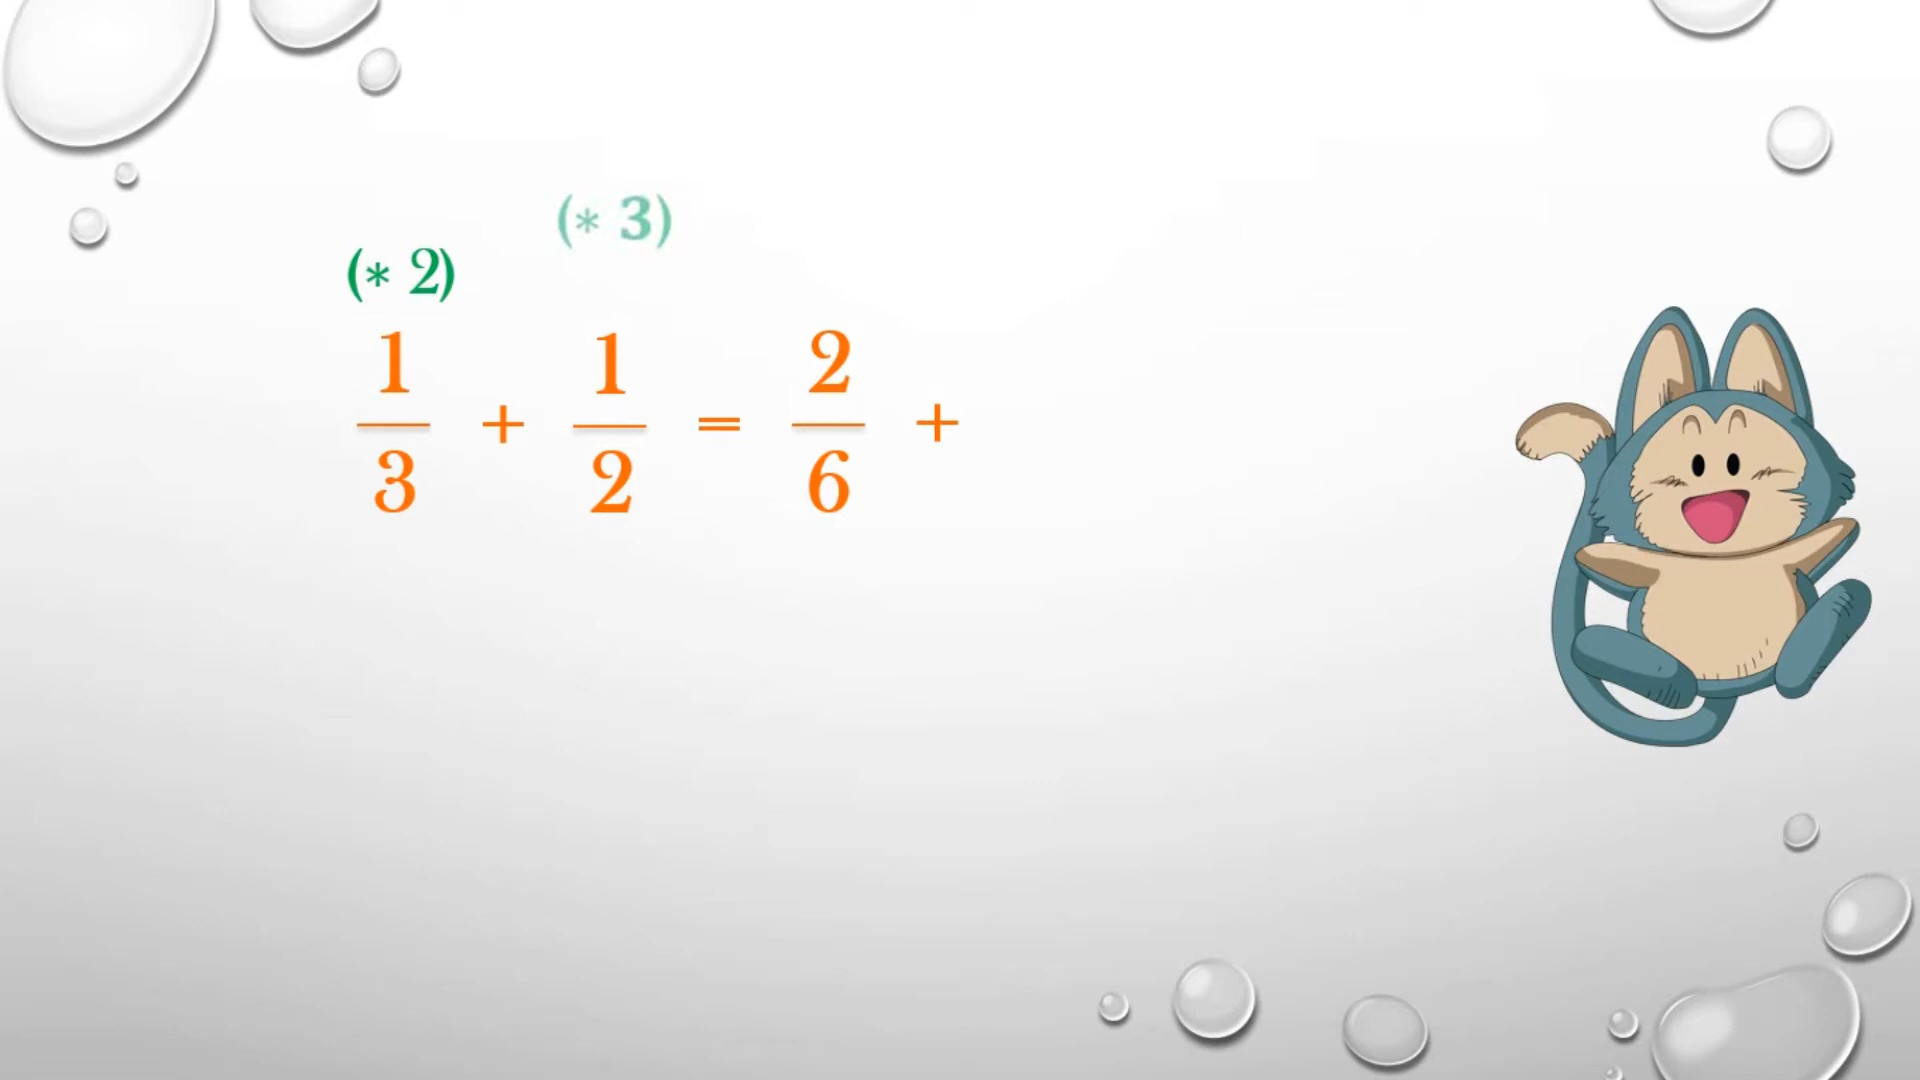 (* 3)
(* 2)
1/3 + 1/2 = 2/6 +